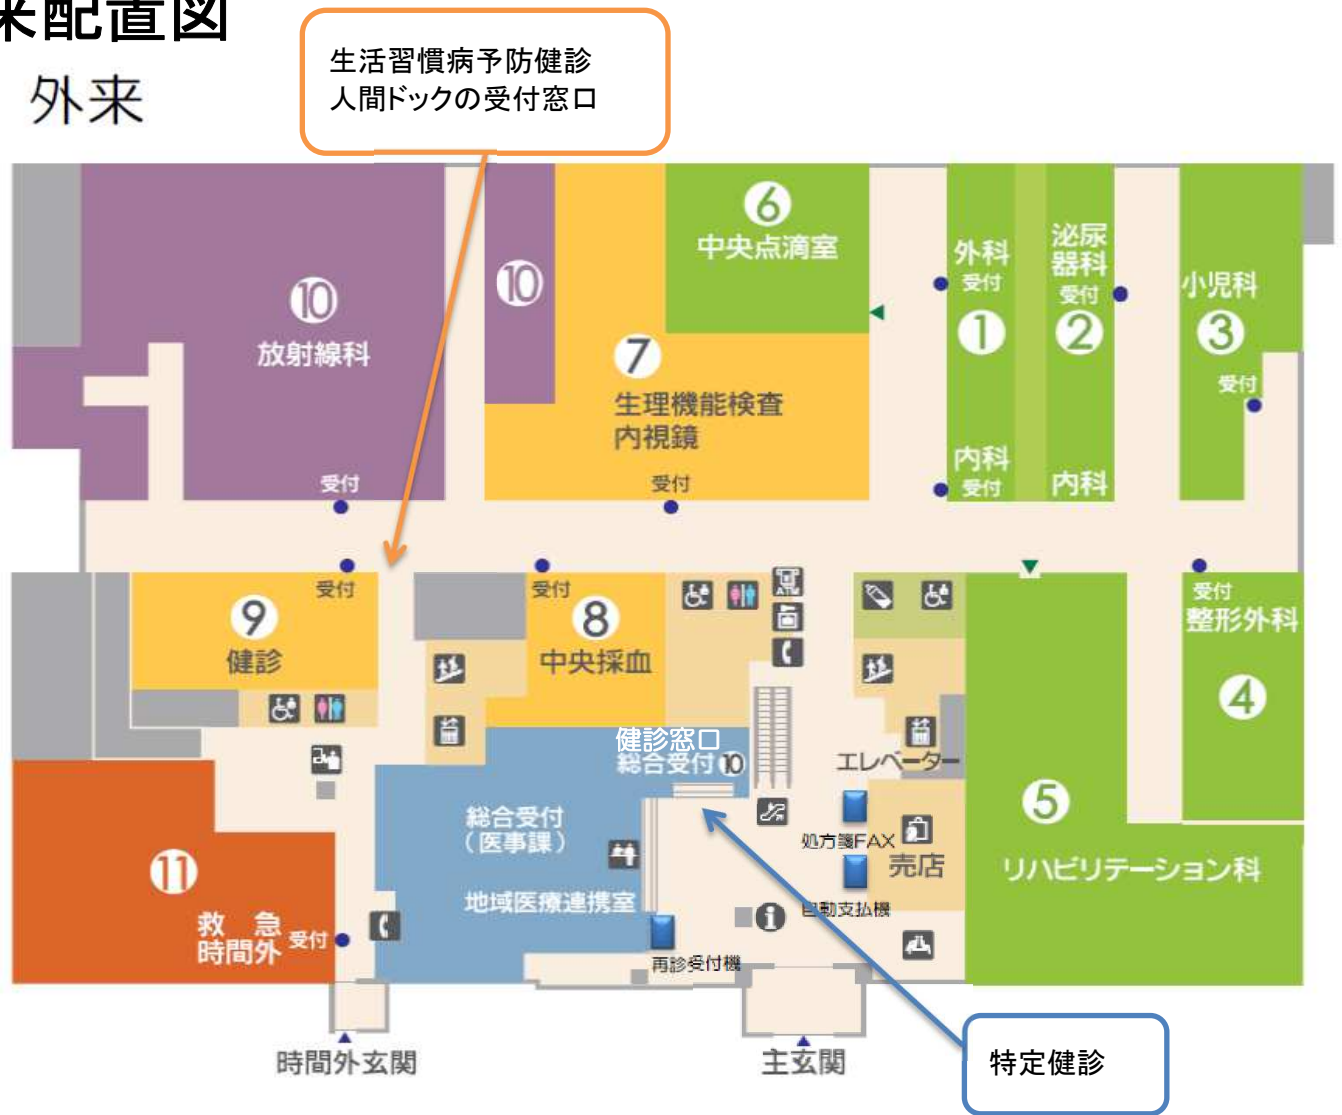 来配置図
外来
生活習慣病予防健診
人間ドックの受付窓口
⑩
放射線科
受付
⑩
⑥
中央点滴室
⑦
生理機能検査
内視鏡
受付
外科
受付
①
内科
受付
泌尿
器科
受付
②
内科
小児科
③
受付
受付
⑨
健診
受付
⑧
中央採血
ATM
受付
整形外科
④
健診窓口
総合受付⑩
エレベーター
総合受付
(医事課)
地域医療連携室
処方箋FAX
売店
自動支払機
⑤
リハビリテーション科
⑪
救 急
時間外
受付
i
再診受付機
時間外玄関
主玄関
特定健診